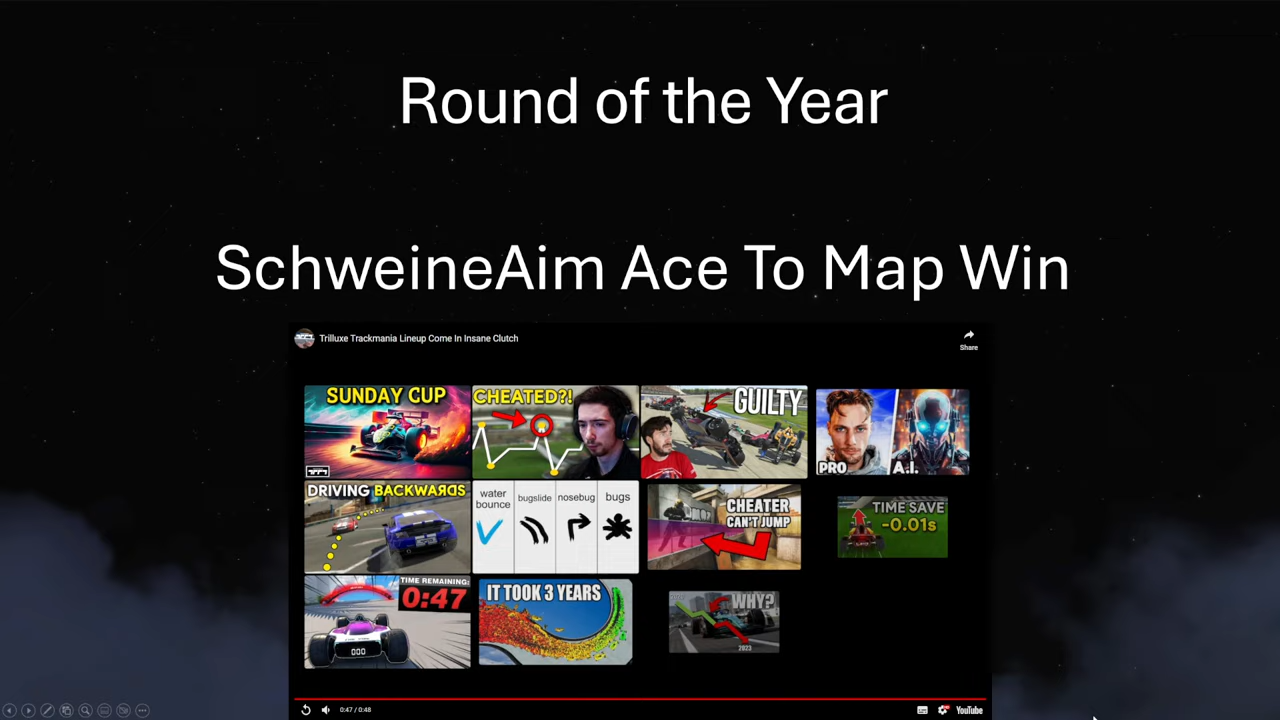 Round of the Year
SchweineAim Ace To Map Win
Trilluxe Trackmania Lineup Come In Insane Clutch
Share
SUNDAY CUP
CHEATED?!
GUILTY
PRO
A.I.
DRIVING BACKWARDS
water bounce
bugslide
nosebug
bugs
CHEATER
CAN'T JUMP
TIME SAVE
-0.01s
TIME REMAINING:
0:47
000
IT TOOK 3 YEARS
WHY?
2023
0:47 / 0:48
YouTube